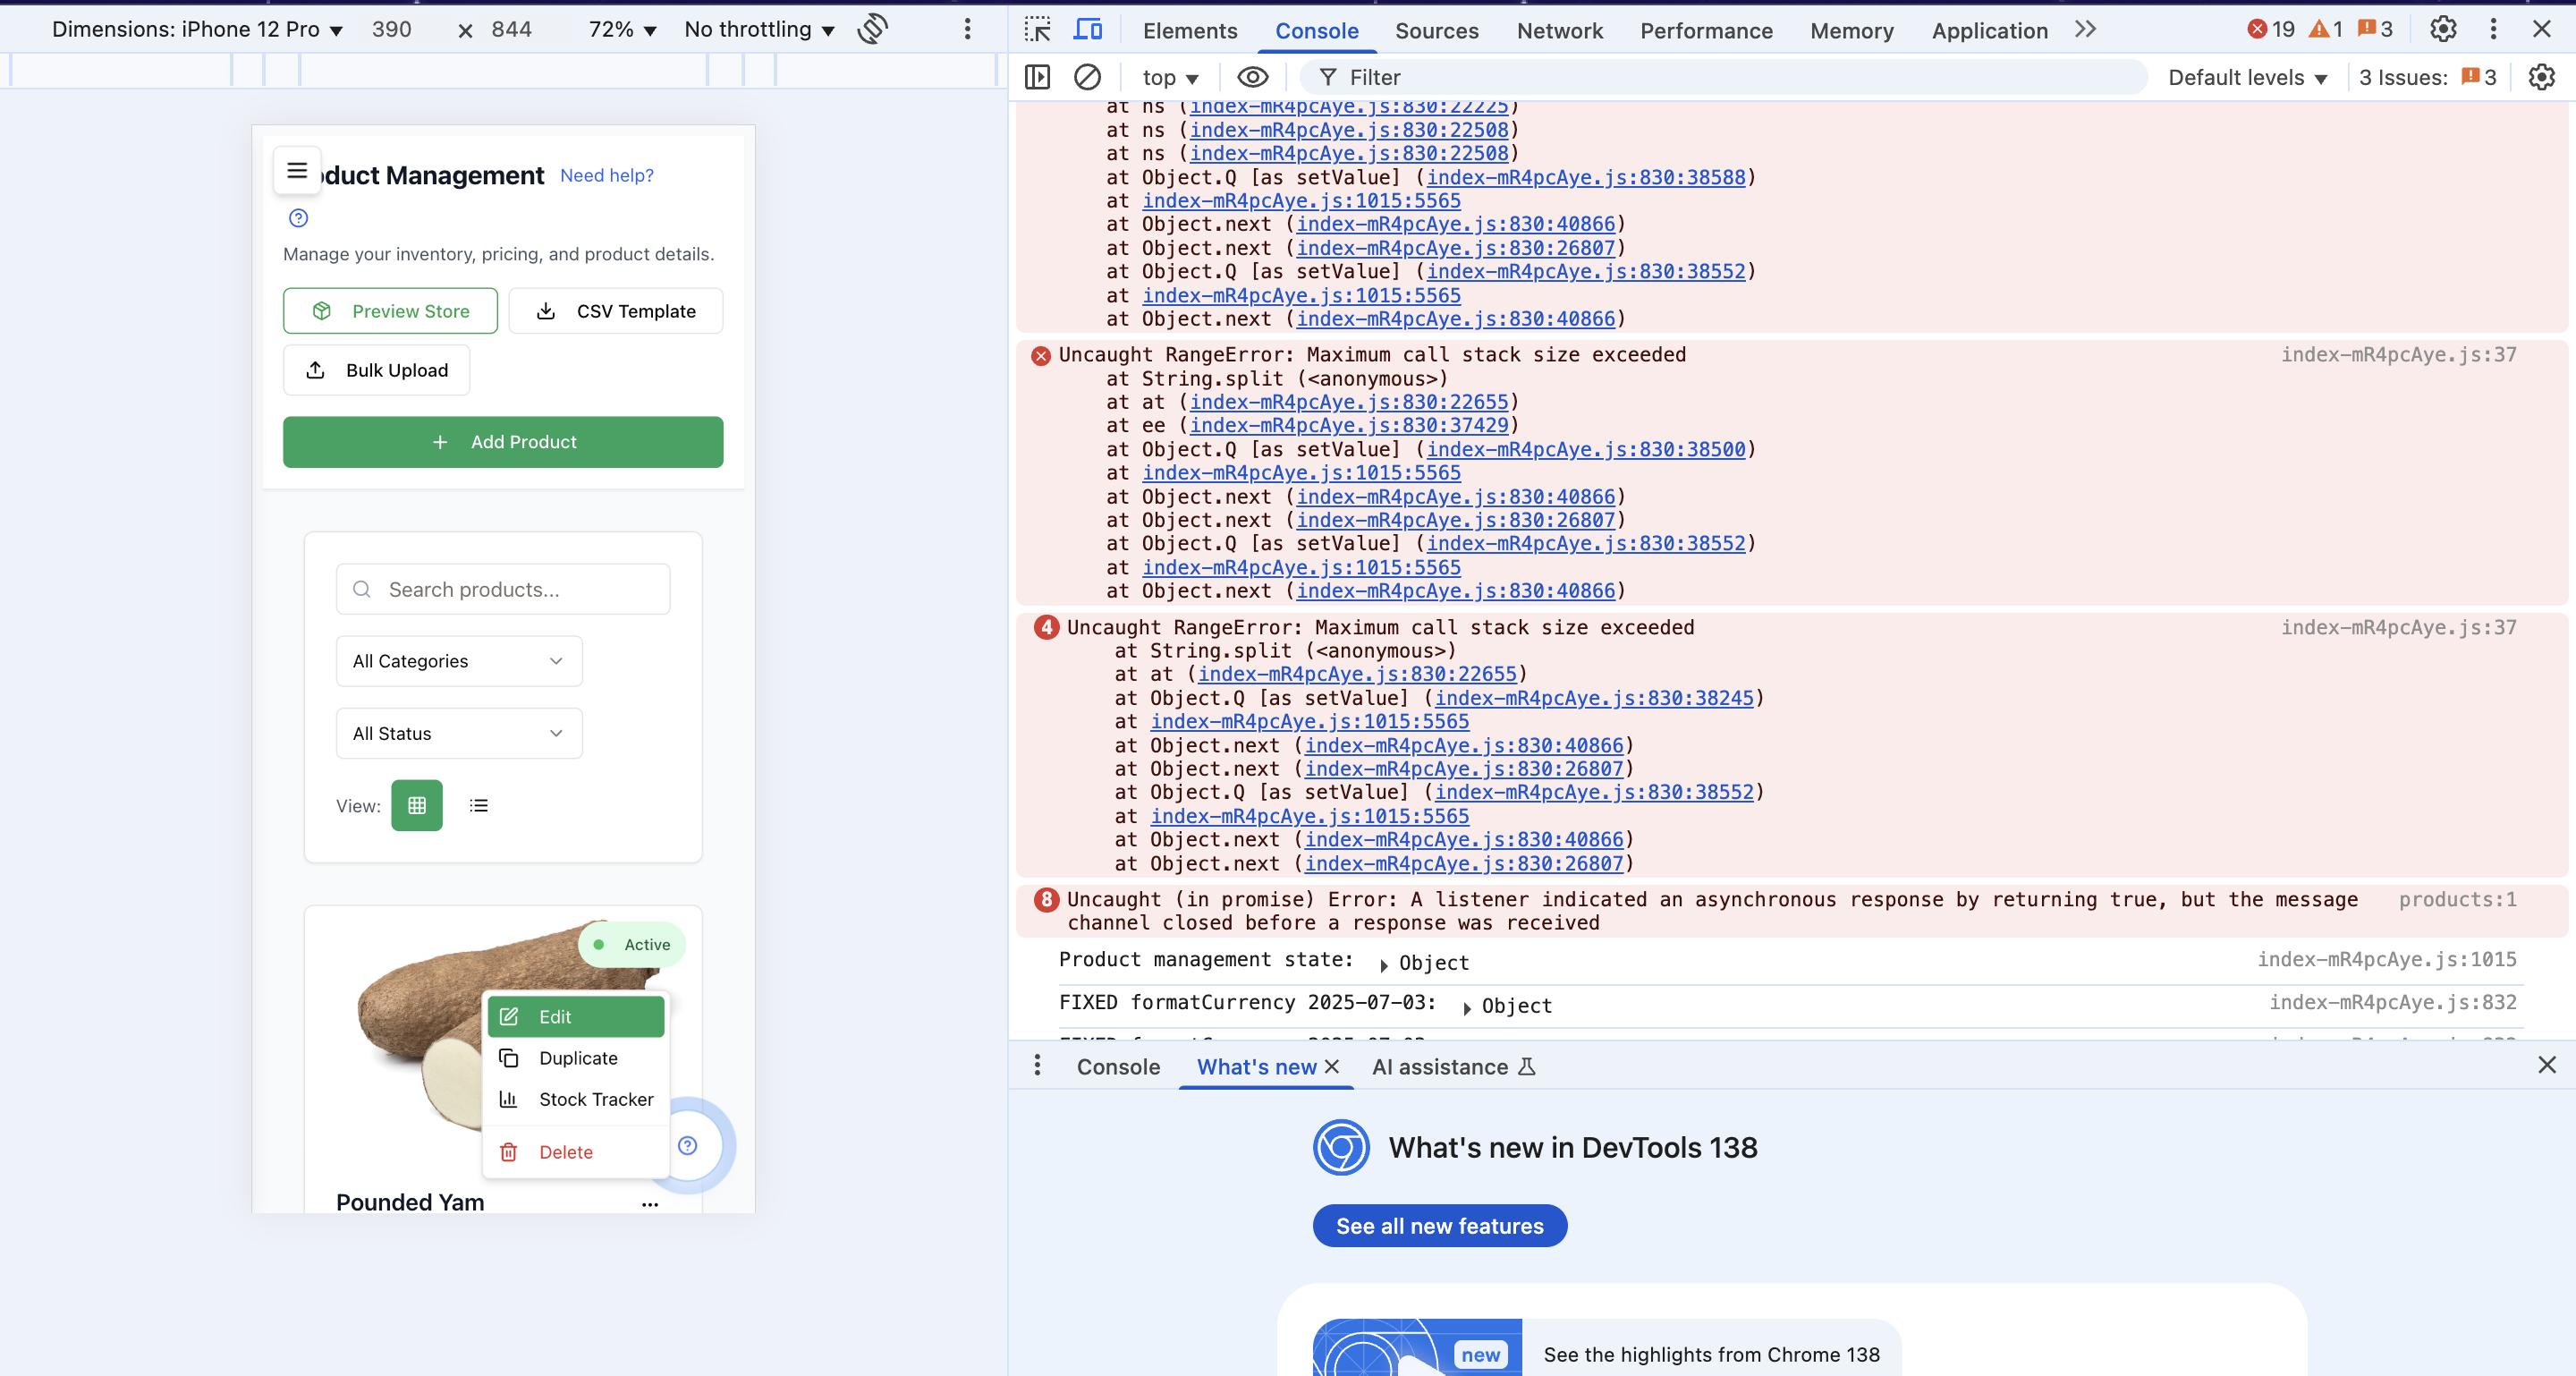 Dimensions: iPhone 12 Pro ▼ 390 × 844 72% ▼ No throttling ▼
Elements Console Sources Network Performance Memory Application 19 1 3
top ▼ Filter Default levels ▼ 3 Issues: 3
oduct Management Need help?
Manage your inventory, pricing, and product details.
Preview Store CSV Template
Bulk Upload
+ Add Product
Search products...
All Categories
All Status
View:
Active
Edit
Duplicate
Stock Tracker
Delete
Pounded Yam ...
at ns (index-mR4pcAye.js:830:22225)
at ns (index-mR4pcAye.js:830:22508)
at ns (index-mR4pcAye.js:830:22508)
at Object.Q [as setValue] (index-mR4pcAye.js:830:38588)
at index-mR4pcAye.js:1015:5565
at Object.next (index-mR4pcAye.js:830:40866)
at Object.next (index-mR4pcAye.js:830:26807)
at Object.Q [as setValue] (index-mR4pcAye.js:830:38552)
at index-mR4pcAye.js:1015:5565
at Object.next (index-mR4pcAye.js:830:40866)
Uncaught RangeError: Maximum call stack size exceeded index-mR4pcAye.js:37
at String.split (<anonymous>)
at at (index-mR4pcAye.js:830:22655)
at ee (index-mR4pcAye.js:830:37429)
at Object.Q [as setValue] (index-mR4pcAye.js:830:38500)
at index-mR4pcAye.js:1015:5565
at Object.next (index-mR4pcAye.js:830:40866)
at Object.next (index-mR4pcAye.js:830:26807)
at Object.Q [as setValue] (index-mR4pcAye.js:830:38552)
at index-mR4pcAye.js:1015:5565
at Object.next (index-mR4pcAye.js:830:40866)
4 Uncaught RangeError: Maximum call stack size exceeded index-mR4pcAye.js:37
at String.split (<anonymous>)
at at (index-mR4pcAye.js:830:22655)
at Object.Q [as setValue] (index-mR4pcAye.js:830:38245)
at index-mR4pcAye.js:1015:5565
at Object.next (index-mR4pcAye.js:830:40866)
at Object.next (index-mR4pcAye.js:830:26807)
at Object.Q [as setValue] (index-mR4pcAye.js:830:38552)
at index-mR4pcAye.js:1015:5565
at Object.next (index-mR4pcAye.js:830:40866)
at Object.next (index-mR4pcAye.js:830:26807)
8 Uncaught (in promise) Error: A listener indicated an asynchronous response by returning true, but the message products:1
channel closed before a response was received
Product management state: ▶ Object index-mR4pcAye.js:1015
FIXED formatCurrency 2025-07-03: ▶ Object index-mR4pcAye.js:832
Console What's new × AI assistance
What's new in DevTools 138
See all new features
new See the highlights from Chrome 138